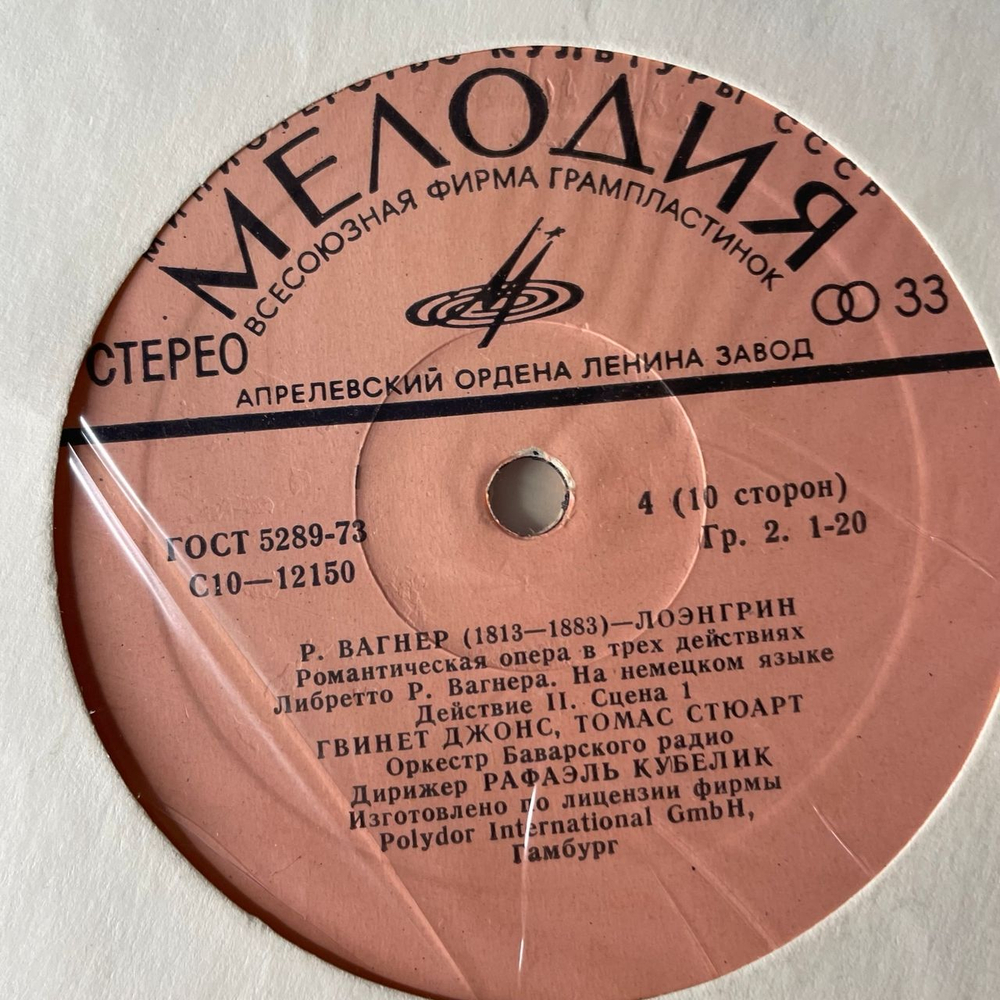 МИНИСТЕРСТВО КУЛЬТУРЫ СССР
МЕЛОДИЯ
ВСЕСОЮЗНАЯ ФИРМА ГРАМПЛАСТИНОК
СТЕРЕО
33
АПРЕЛЕВСКИЙ ОРДЕНА ЛЕНИНА ЗАВОД
ГОСТ 5289-73
С10—12150
4 (10 сторон)
Гр. 2. 1-20
Р. ВАГНЕР (1813—1883)—ЛОЭНГРИН
Романтическая опера в трех действиях
Либретто Р. Вагнера. На немецком языке
Действие II. Сцена 1
ГВИНЕТ ДЖОНС, ТОМАС СТЮАРТ
Оркестр Баварского радио
Дирижер РАФАЭЛЬ КУБЕЛИК
Изготовлено по лицензии фирмы
Polydor International GmbH,
Гамбург